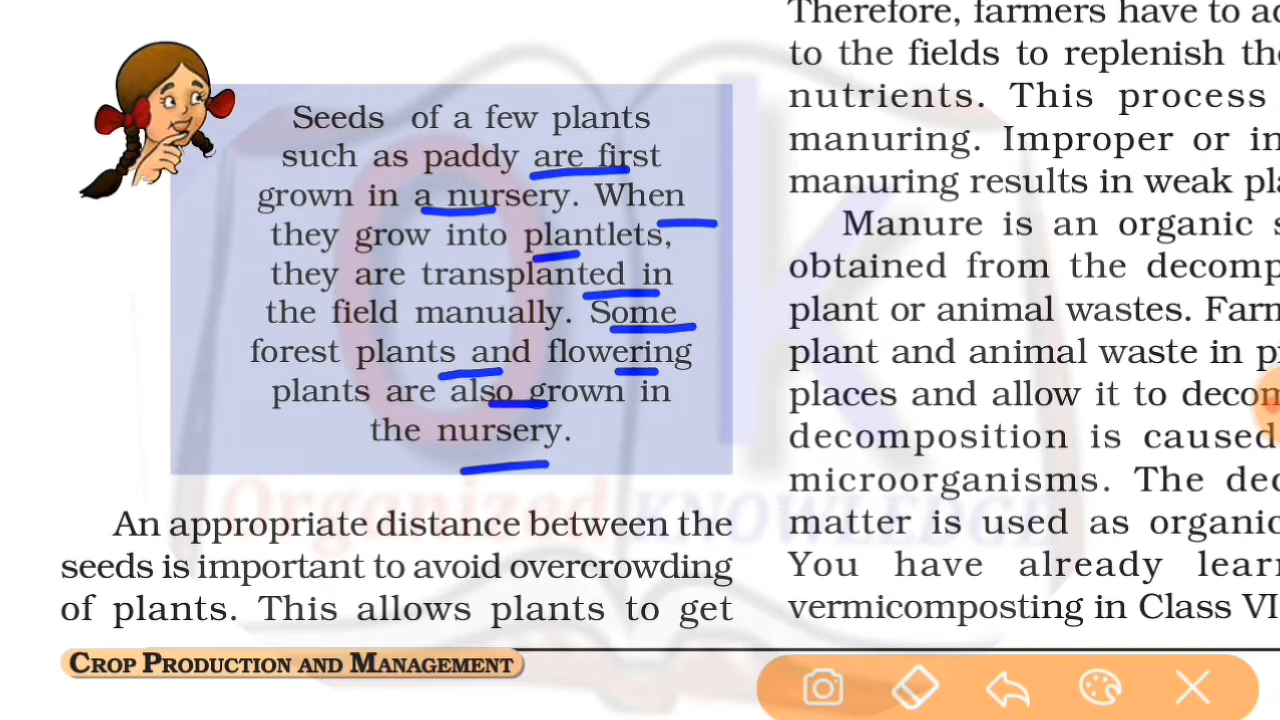 Seeds of a few plants
such as paddy are first
grown in a nursery. When
they grow into plantlets,
they are transplanted in
the field manually. Some
forest plants and flowering
plants are also grown in
the nursery.
An appropriate distance between the
seeds is important to avoid overcrowding
of plants. This allows plants to get
CROP PRODUCTION AND MANAGEMENT
Therefore, farmers have to
to the fields to replenish
nutrients. This process
manuring. Improper or
manuring results in weak
Manure is an organic
obtained from the
plant or animal wastes.
plant and animal waste in
places and allow it to
decomposition is caused
microorganisms. The
matter is used as
You have already
vermicomposting in Class
Organized KNOWLEDGE